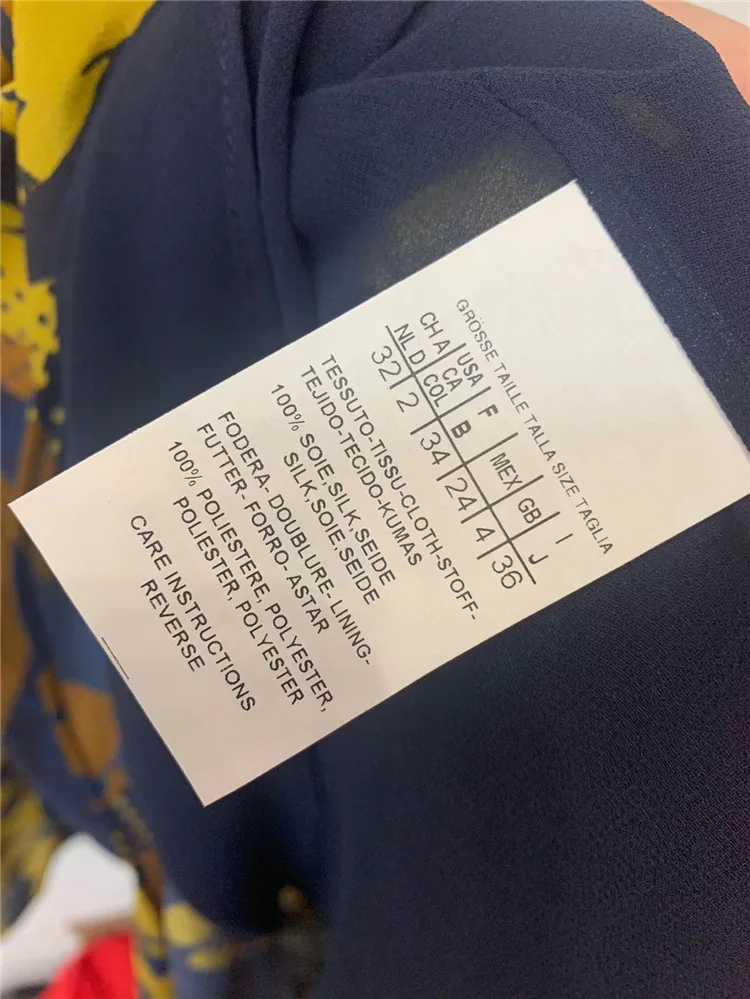 GRÖSSE TAILLE TALLA SIZE TAGLIA
CH A USA F MEX GB I
NLD CA B J
COL
32 2 34 24 4 36
TESSUTO-TISSU-CLOTH-STOFF-
TEJIDO-TECIDO-KUMAS
100% SOIE,SILK,SEIDE
SILK,SOIE,SEIDE
FODERA- DOUBLURE- LINING-
FUTTER- FORRO- ASTAR
100% POLIESTERE, POLYESTER,
POLIESTER, POLYESTER
CARE INSTRUCTIONS
REVERSE